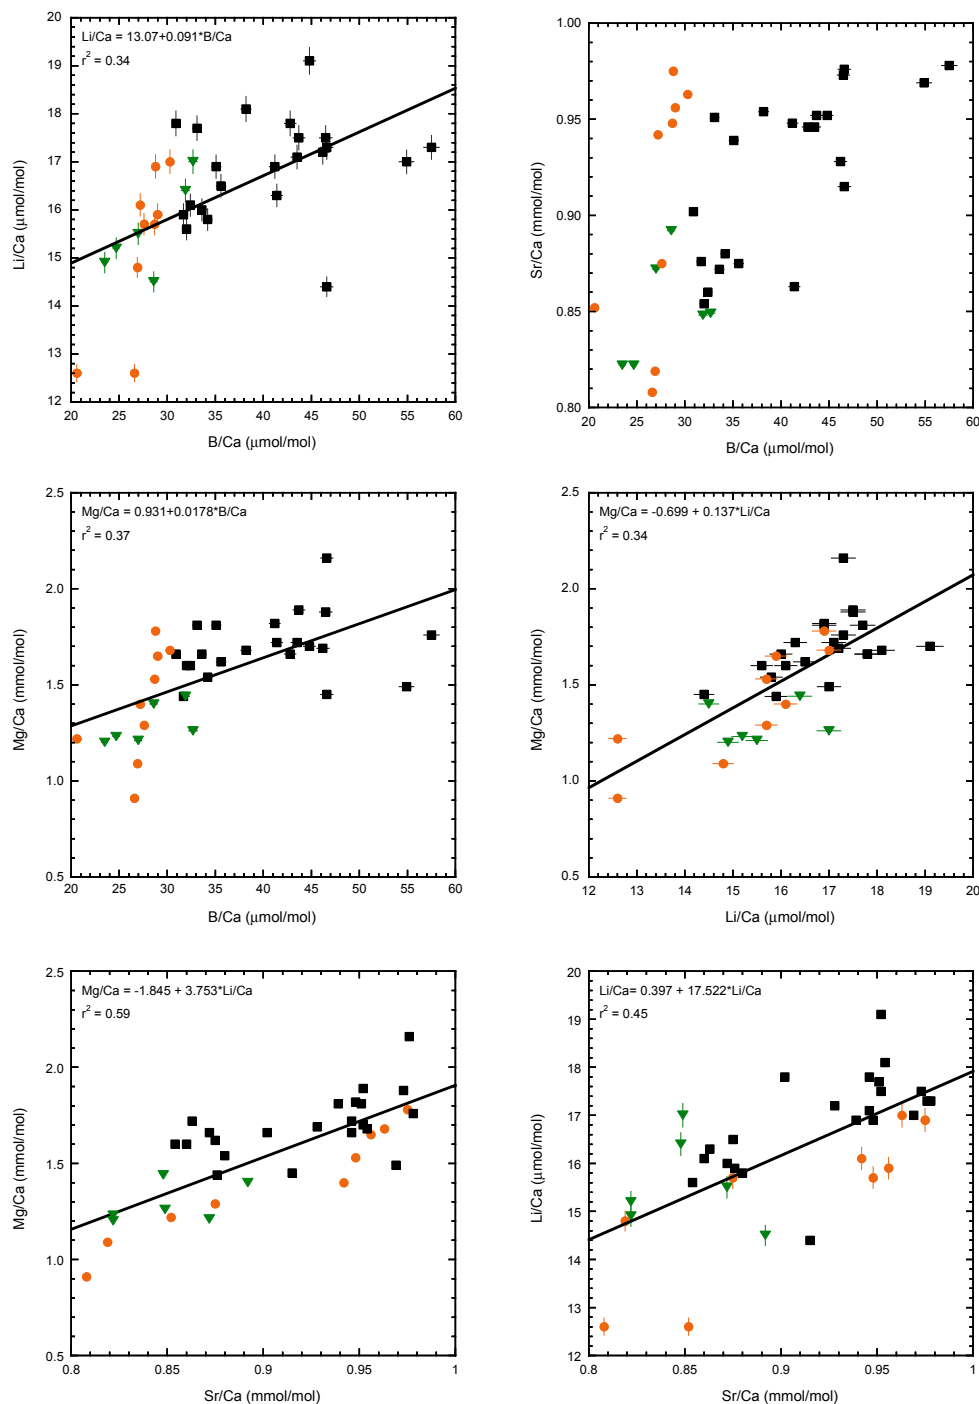 Li/Ca = 13.07+0.091*B/Ca
r² = 0.34
20
19
18
17
16
15
14
13
12
Li/Ca (μmol/mol)
20 25 30 35 40 45 50 55 60
B/Ca (μmol/mol)
1.00
0.95
0.90
0.85
0.80
Sr/Ca (mmol/mol)
20 25 30 35 40 45 50 55 60
B/Ca (μmol/mol)
Mg/Ca = 0.931+0.0178*B/Ca
r² = 0.37
2.5
2.0
1.5
1.0
0.5
Mg/Ca (mmol/mol)
20 25 30 35 40 45 50 55 60
B/Ca (μmol/mol)
Mg/Ca = -0.699 + 0.137*Li/Ca
r² = 0.34
2.5
2.0
1.5
1.0
0.5
Mg/Ca (mmol/mol)
12 13 14 15 16 17 18 19 20
Li/Ca (μmol/mol)
Mg/Ca = -1.845 + 3.753*Li/Ca
r² = 0.59
2.5
2.0
1.5
1.0
0.5
Mg/Ca (mmol/mol)
0.8 0.85 0.9 0.95 1
Sr/Ca (mmol/mol)
Li/Ca= 0.397 + 17.522*Li/Ca
r² = 0.45
20
19
18
17
16
15
14
13
12
Li/Ca (μmol/mol)
0.8 0.85 0.9 0.95 1
Sr/Ca (mmol/mol)